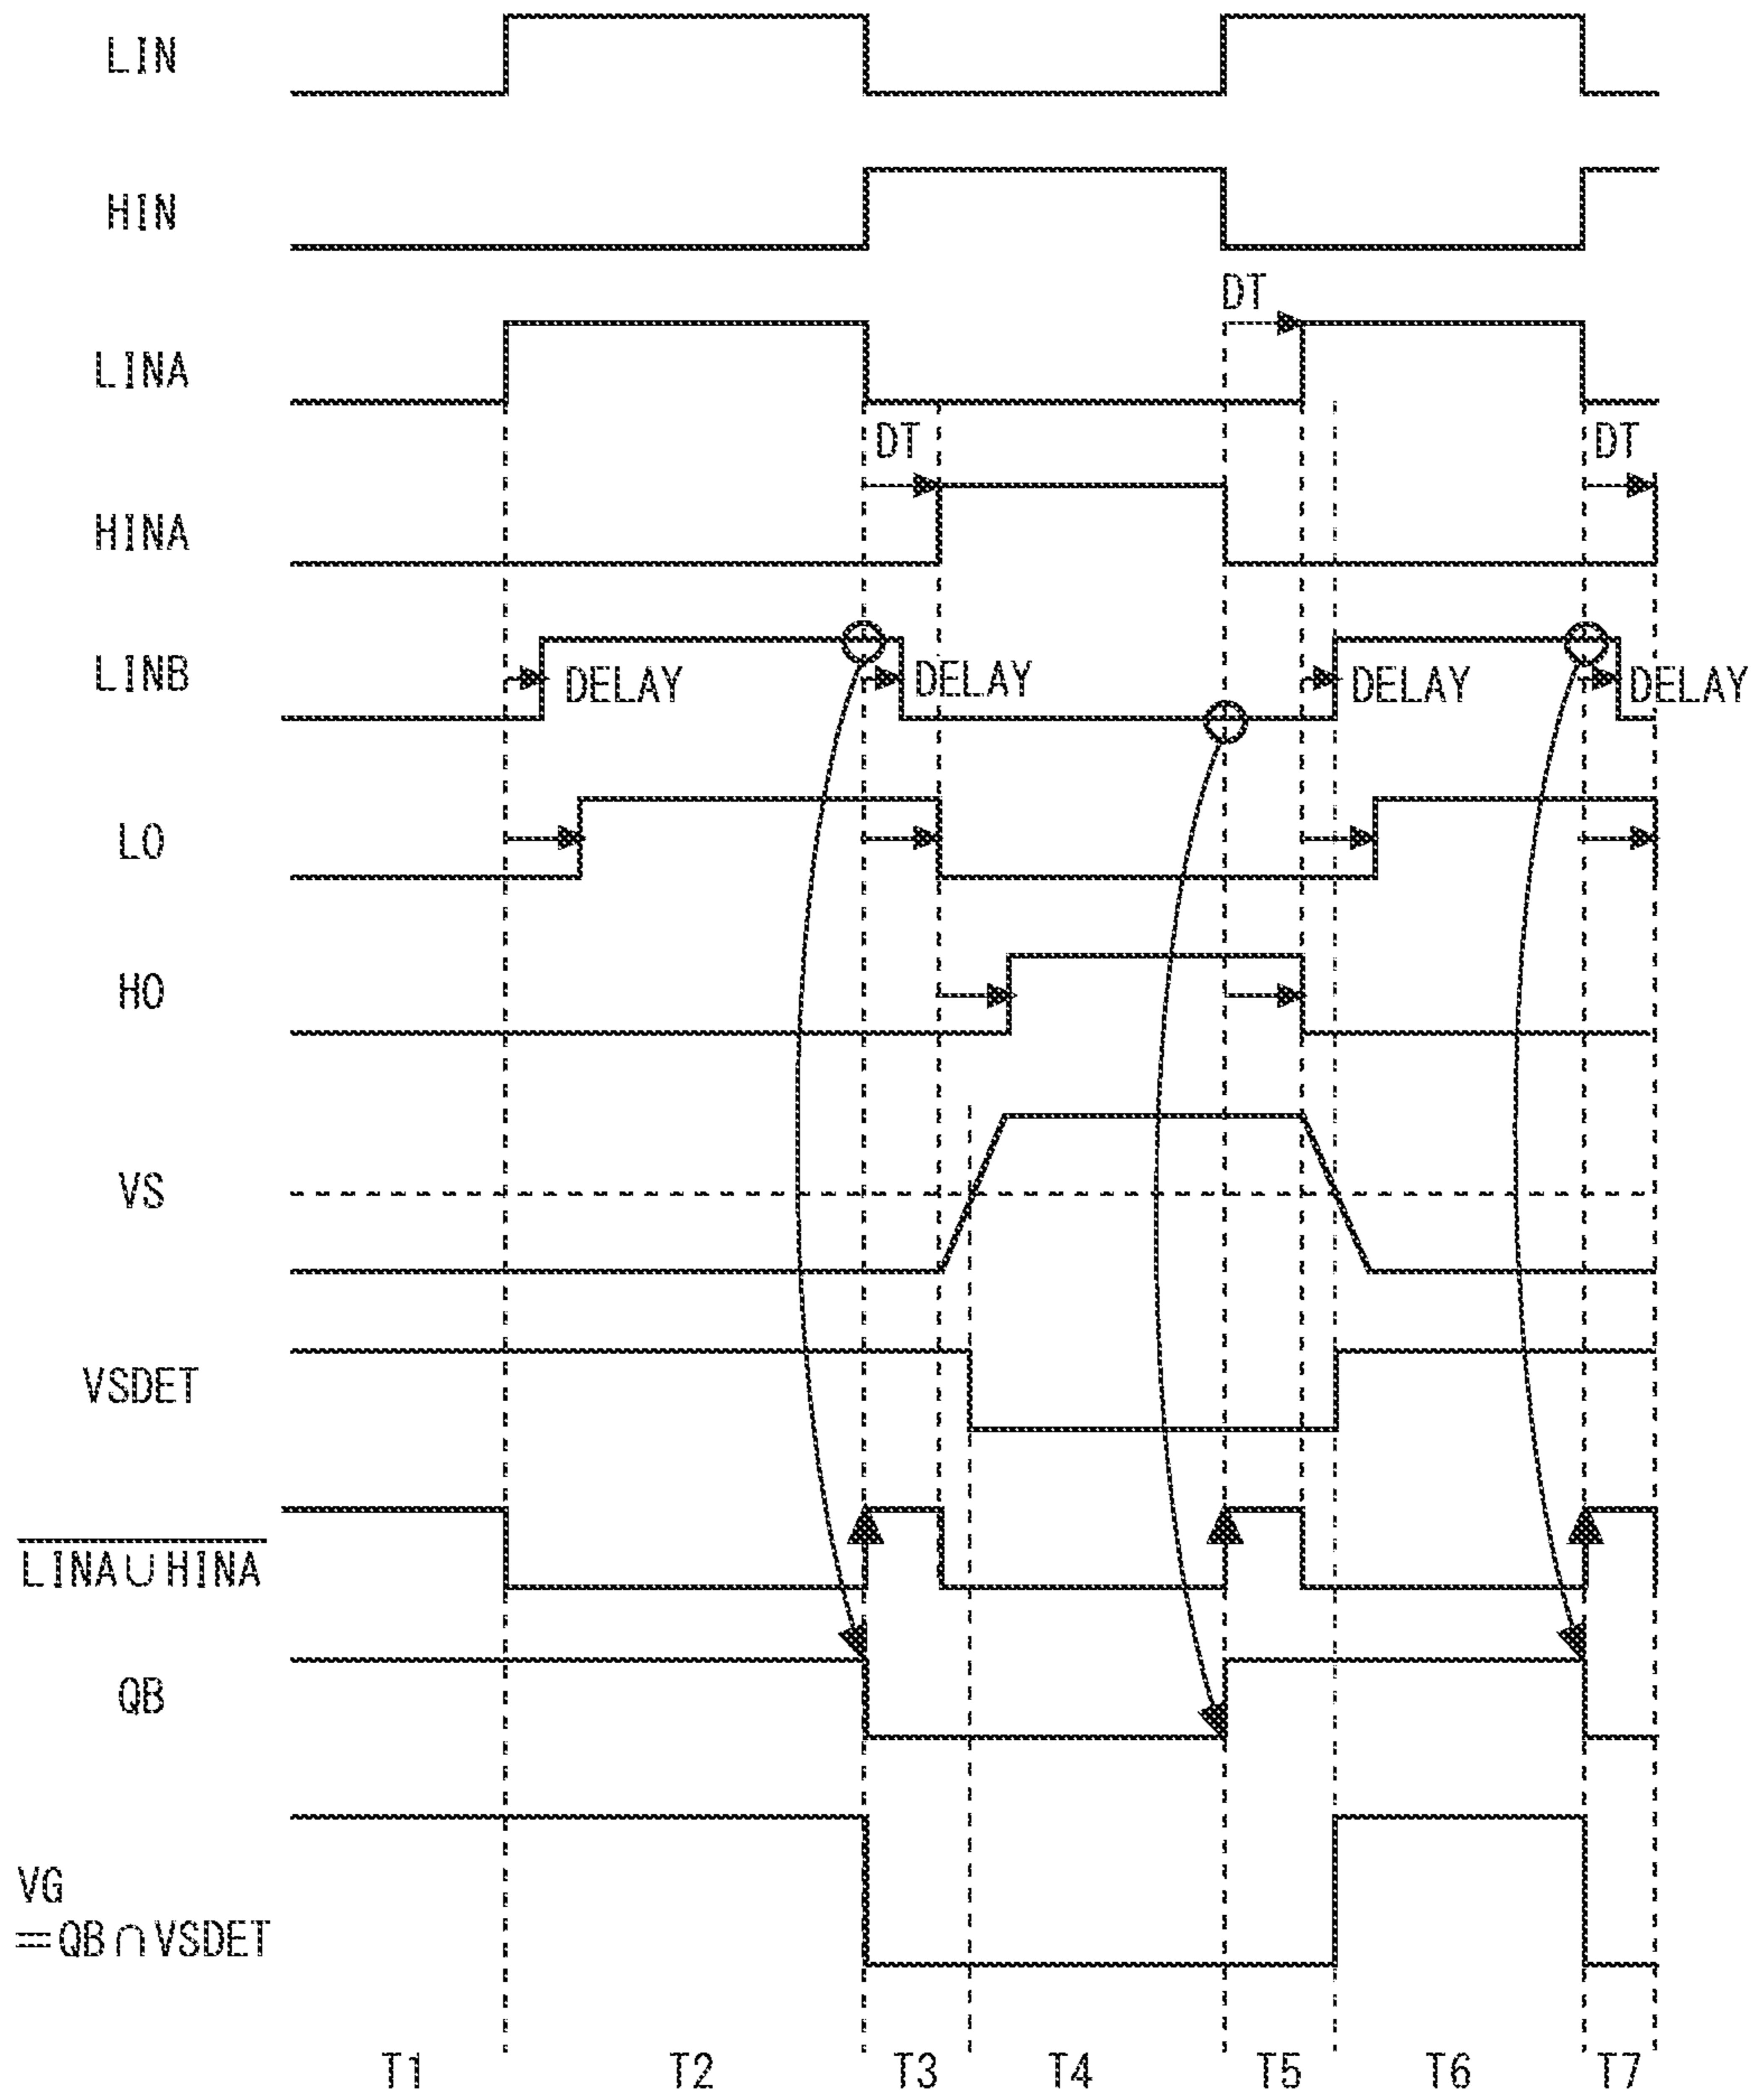 LIN
HIN
DT
LINA
DT
DT
HINA
LINB
DELAY
DELAY
DELAY
DELAY
LO
HO
VS
VSDET
LINA∪HINA
QB
VG
=QB∩VSDET
T1
T2
T3
T4
T5
T6
T7